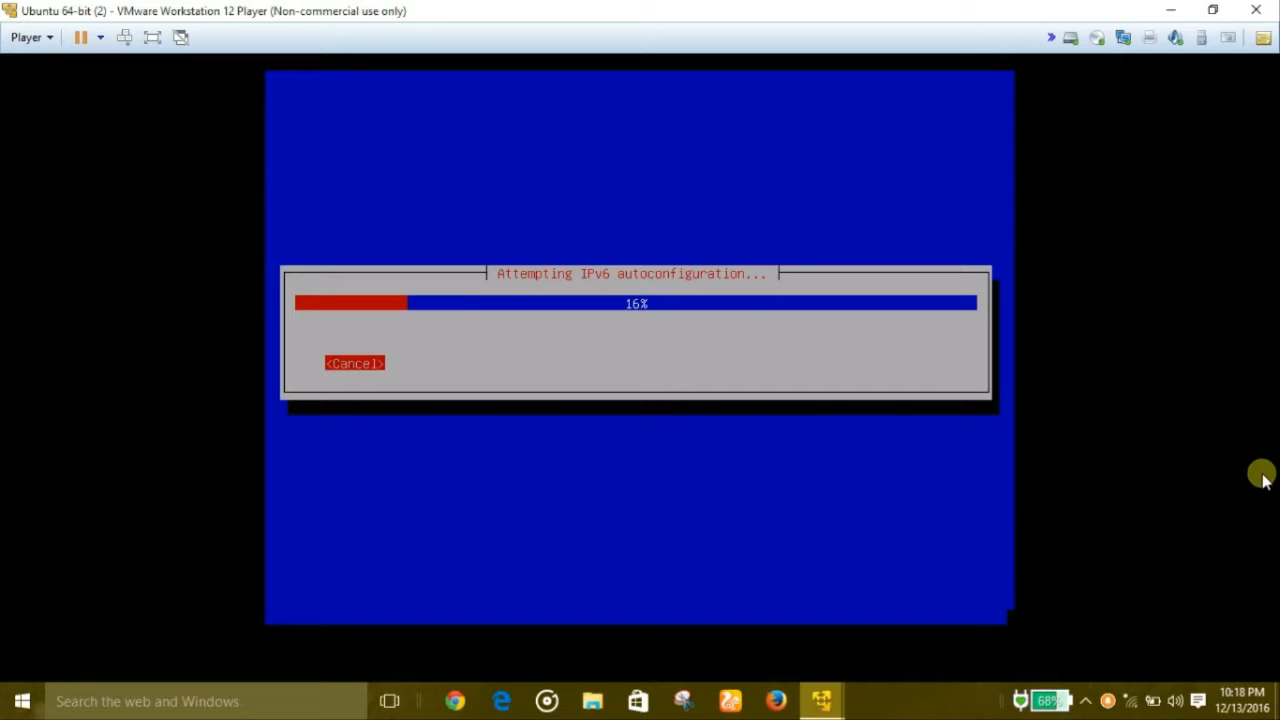 Ubuntu 64-bit (2) - VMware Workstation 12 Player (Non-commercial use only)
Player
Attempting IPv6 autoconfiguration...
16%
<Cancel>
Search the web and Windows
68%
10:18 PM
12/13/2016